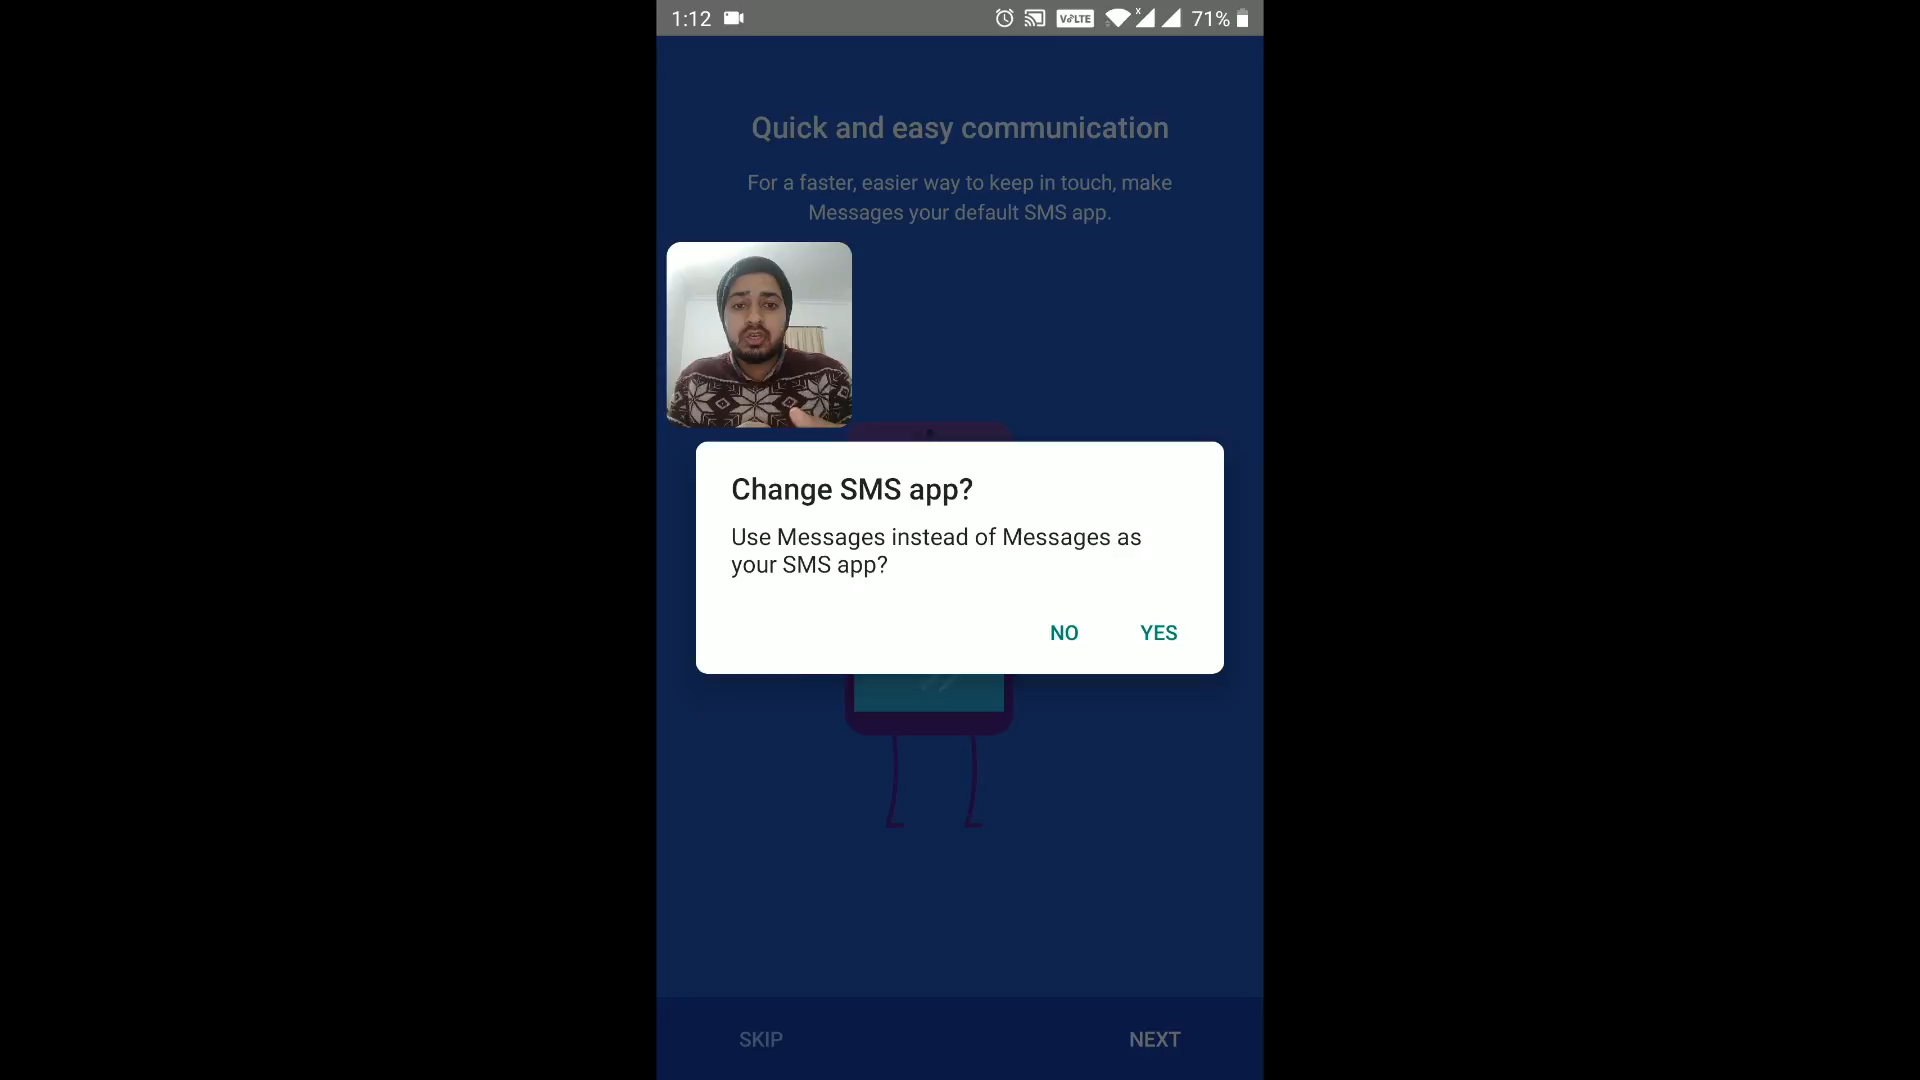 1:12
VoLTE
x
71%
Quick and easy communication
For a faster, easier way to keep in touch, make
Messages your default SMS app.
Change SMS app?
Use Messages instead of Messages as
your SMS app?
NO
YES
SKIP
NEXT